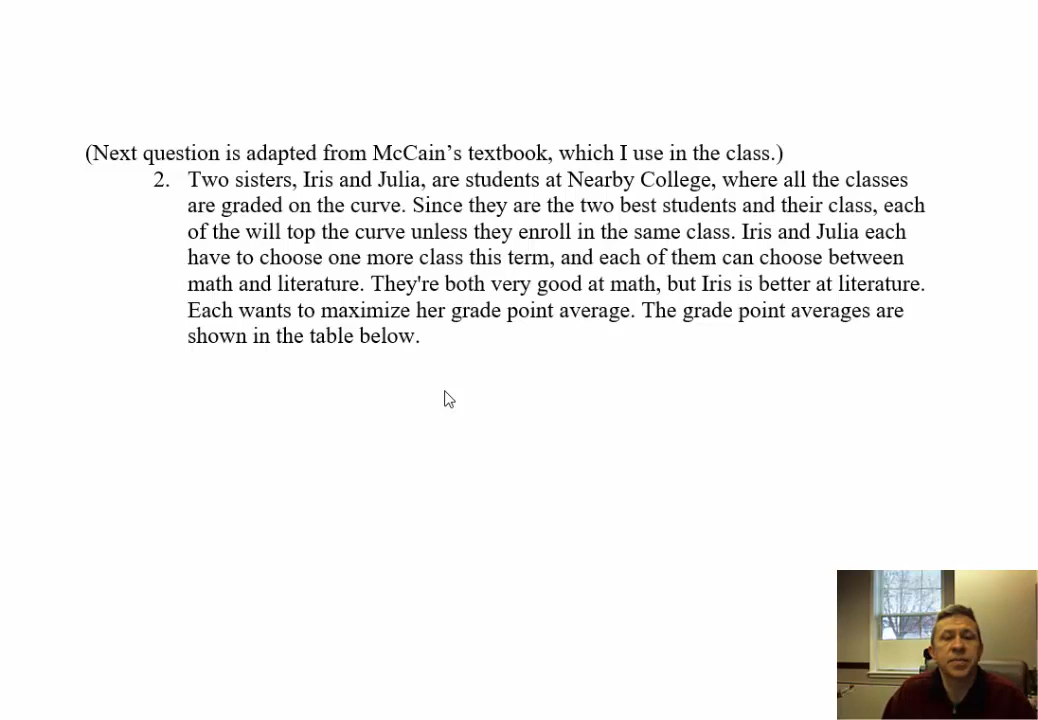 (Next question is adapted from McCain's textbook, which I use in the class.)
2. Two sisters, Iris and Julia, are students at Nearby College, where all the classes
are graded on the curve. Since they are the two best students and their class, each
of the will top the curve unless they enroll in the same class. Iris and Julia each
have to choose one more class this term, and each of them can choose between
math and literature. They're both very good at math, but Iris is better at literature.
Each wants to maximize her grade point average. The grade point averages are
shown in the table below.